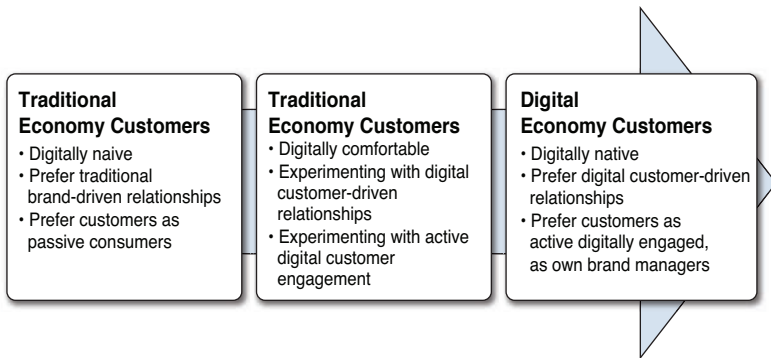 Traditional
Economy Customers
• Digitally naive
• Prefer traditional
brand-driven relationships
• Prefer customers as
passive consumers
Traditional
Economy Customers
• Digitally comfortable
• Experimenting with digital
customer-driven
relationships
• Experimenting with active
digital customer
engagement
Digital
Economy Customers
• Digitally native
• Prefer digital customer-driven
relationships
• Prefer customers as
active digitally engaged,
as own brand managers